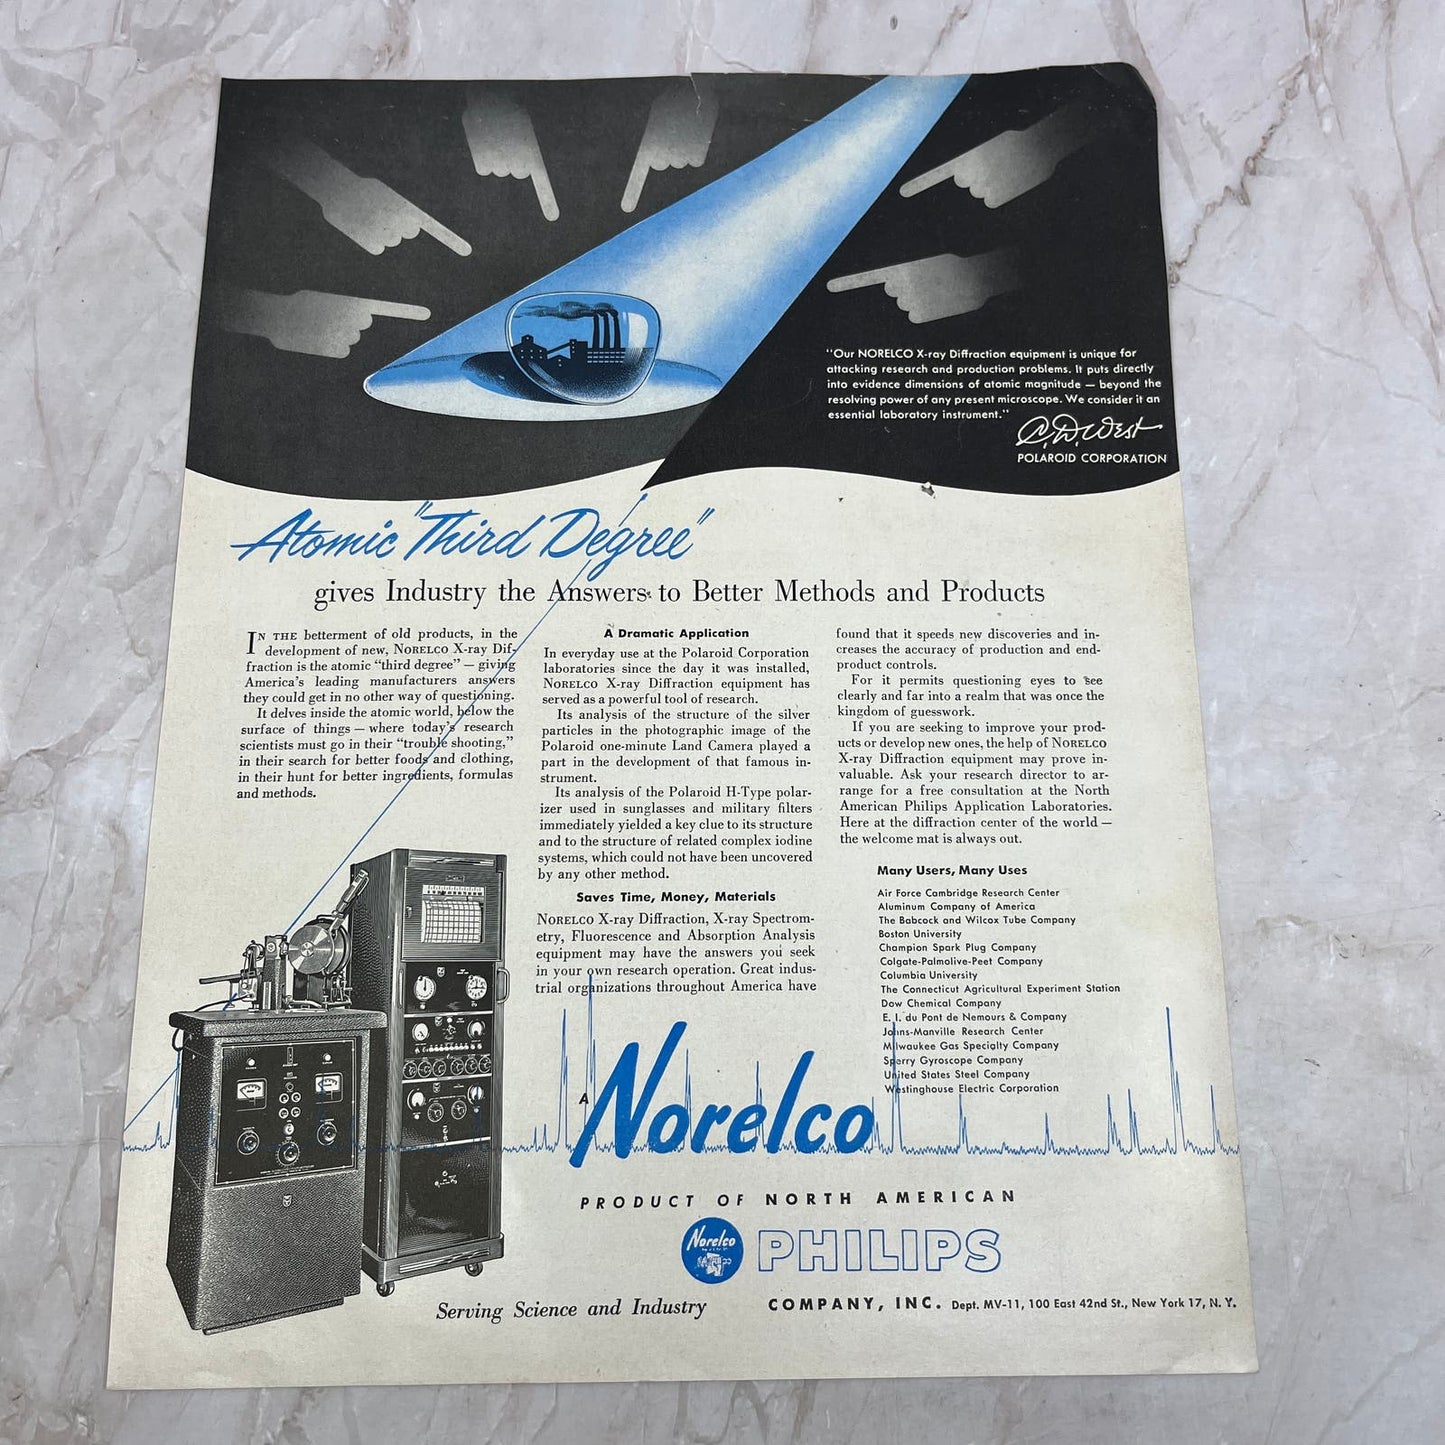 "Our NORELCO X-ray Diffraction equipment is unique for
attacking research and production problems. It puts directly
into evidence dimensions of atomic magnitude — beyond the
resolving power of any present microscope. We consider it an
essential laboratory instrument."
C. D. West
POLAROID CORPORATION
Atomic "Third Degree"
gives Industry the Answers to Better Methods and Products
IN THE betterment of old products, in the
development of new, NORELCO X-ray Dif-
fraction is the atomic "third degree" — giving
America's leading manufacturers answers
they could get in no other way of questioning.
It delves inside the atomic world, below the
surface of things — where today's research
scientists must go in their "trouble shooting,"
in their search for better foods and clothing,
in their hunt for better ingredients, formulas
and methods.
A Dramatic Application
In everyday use at the Polaroid Corporation
laboratories since the day it was installed,
NORELCO X-ray Diffraction equipment has
served as a powerful tool of research.
Its analysis of the structure of the silver
particles in the photographic image of the
Polaroid one-minute Land Camera played a
part in the development of that famous in-
strument.
Its analysis of the Polaroid H-Type polar-
izer used in sunglasses and military filters
immediately yielded a key clue to its structure
and to the structure of related complex iodine
systems, which could not have been uncovered
by any other method.
Saves Time, Money, Materials
NORELCO X-ray Diffraction, X-ray Spectrom-
etry, Fluorescence and Absorption Analysis
equipment may have the answers you seek
in your own research operation. Great indus-
trial organizations throughout America have
found that it speeds new discoveries and in-
creases the accuracy of production and end-
product controls.
For it permits questioning eyes to see
clearly and far into a realm that was once the
kingdom of guesswork.
If you are seeking to improve your prod-
ucts or develop new ones, the help of NORELCO
X-ray Diffraction equipment may prove in-
valuable. Ask your research director to ar-
range for a free consultation at the North
American Philips Application Laboratories.
Here at the diffraction center of the world —
the welcome mat is always out.
Many Users, Many Uses
Air Force Cambridge Research Center
Aluminum Company of America
The Babcock and Wilcox Tube Company
Boston University
Champion Spark Plug Company
Colgate-Palmolive-Peet Company
Columbia University
The Connecticut Agricultural Experiment Station
Dow Chemical Company
E. I. du Pont de Nemours & Company
Johns-Manville Research Center
Milwaukee Gas Specialty Company
Sperry Gyroscope Company
United States Steel Company
Westinghouse Electric Corporation
A Norelco
PRODUCT OF NORTH AMERICAN
Norelco
PHILIPS
Serving Science and Industry
COMPANY, INC. Dept. MV-11, 100 East 42nd St., New York 17, N. Y.